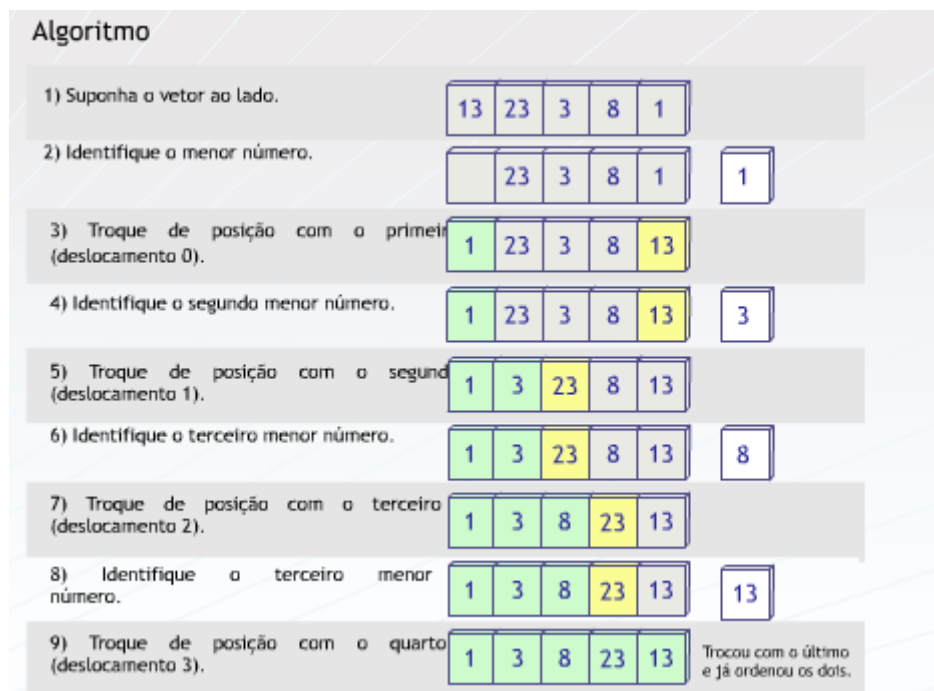 Algoritmo
1) Suponha o vetor ao lado.
13 23 3 8 1
2) Identifique o menor número.
23 3 8 1 1
3) Troque de posição com o primeir
(deslocamento 0).
1 23 3 8 13
4) Identifique o segundo menor número.
1 23 3 8 13 3
5) Troque de posição com o segund
(deslocamento 1).
1 3 23 8 13
6) Identifique o terceiro menor número.
1 3 23 8 13 8
7) Troque de posição com o terceiro
(deslocamento 2).
1 3 8 23 13
8) Identifique o terceiro menor
número.
1 3 8 23 13 13
9) Troque de posição com o quarto
(deslocamento 3).
1 3 8 23 13
Trocou com o último
e já ordenou os dois.